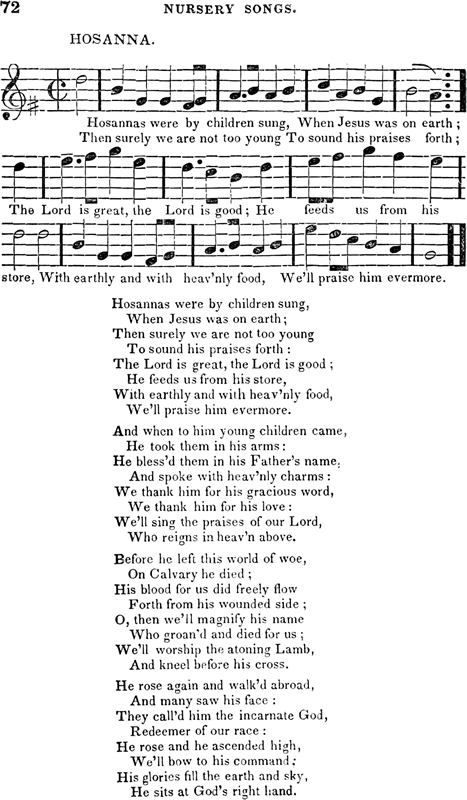 72 NURSERY SONGS.
HOSANNA.
Hosannas were by children sung, When Jesus was on earth ;
Then surely we are not too young To sound his praises forth ;
The Lord is great, the Lord is good ; He feeds us from his
store, With earthly and with heav'nly food, We'll praise him evermore.
Hosannas were by children sung,
When Jesus was on earth ;
Then surely we are not too young
To sound his praises forth :
The Lord is great, the Lord is good ;
He feeds us from his store,
With earthly and with heav'nly food,
We'll praise him evermore.
And when to him young children came,
He took them in his arms :
He bless'd them in his Father's name,
And spoke with heav'nly charms :
We thank him for his gracious word,
We thank him for his love :
We'll sing the praises of our Lord,
Who reigns in heav'n above.
Before he left this world of woe,
On Calvary he died ;
His blood for us did freely flow
Forth from his wounded side ;
O, then we'll magnify his name
Who groan'd and died for us ;
We'll worship the atoning Lamb,
And kneel before his cross.
He rose again and walk'd abroad,
And many saw his face :
They call'd him the incarnate God,
Redeemer of our race :
He rose and he ascended high,
We'll bow to his command :
His glories fill the earth and sky,
He sits at God's right hand.